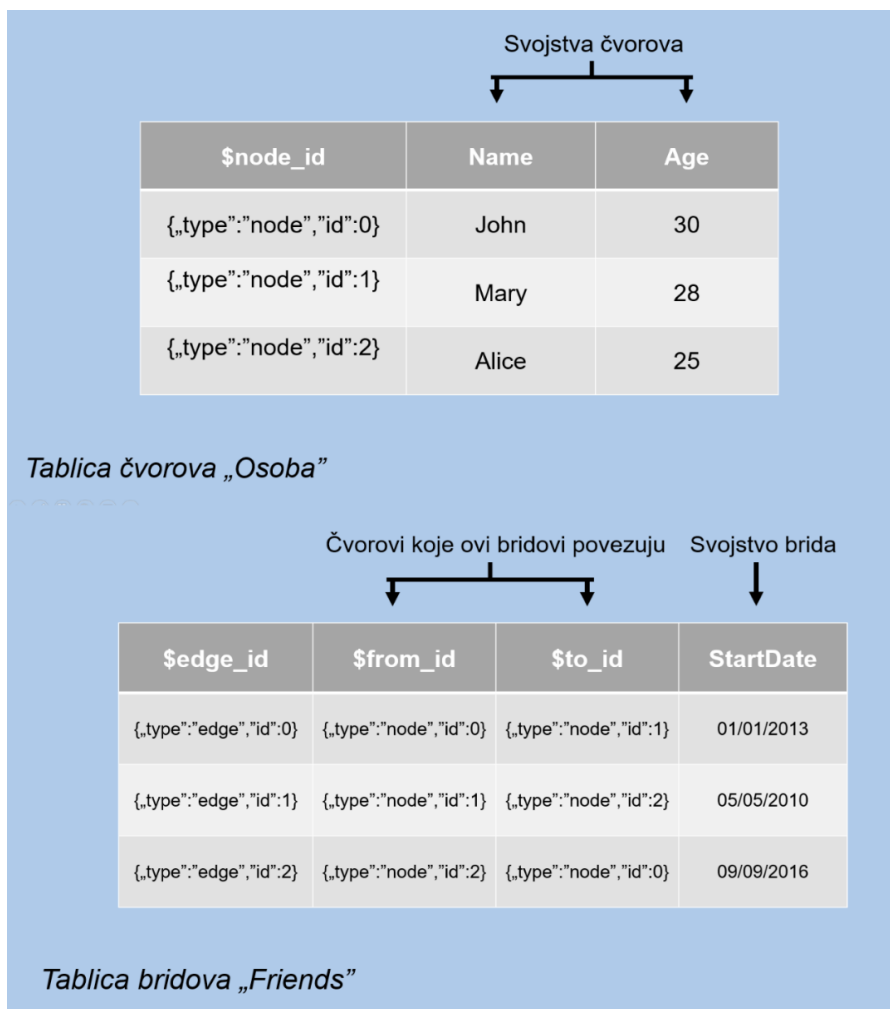 Svojstva čvorova
$node_id Name Age
{„type”:”node”,”id”:0} John 30
{„type”:”node”,”id”:1} Mary 28
{„type”:”node”,”id”:2} Alice 25
Tablica čvorova „Osoba”
Čvorovi koje ovi bridovi povezuju Svojstvo brida
$edge_id $from_id $to_id StartDate
{„type”:”edge”,”id”:0} {„type”:”node”,”id”:0} {„type”:”node”,”id”:1} 01/01/2013
{„type”:”edge”,”id”:1} {„type”:”node”,”id”:1} {„type”:”node”,”id”:2} 05/05/2010
{„type”:”edge”,”id”:2} {„type”:”node”,”id”:2} {„type”:”node”,”id”:0} 09/09/2016
Tablica bridova „Friends”